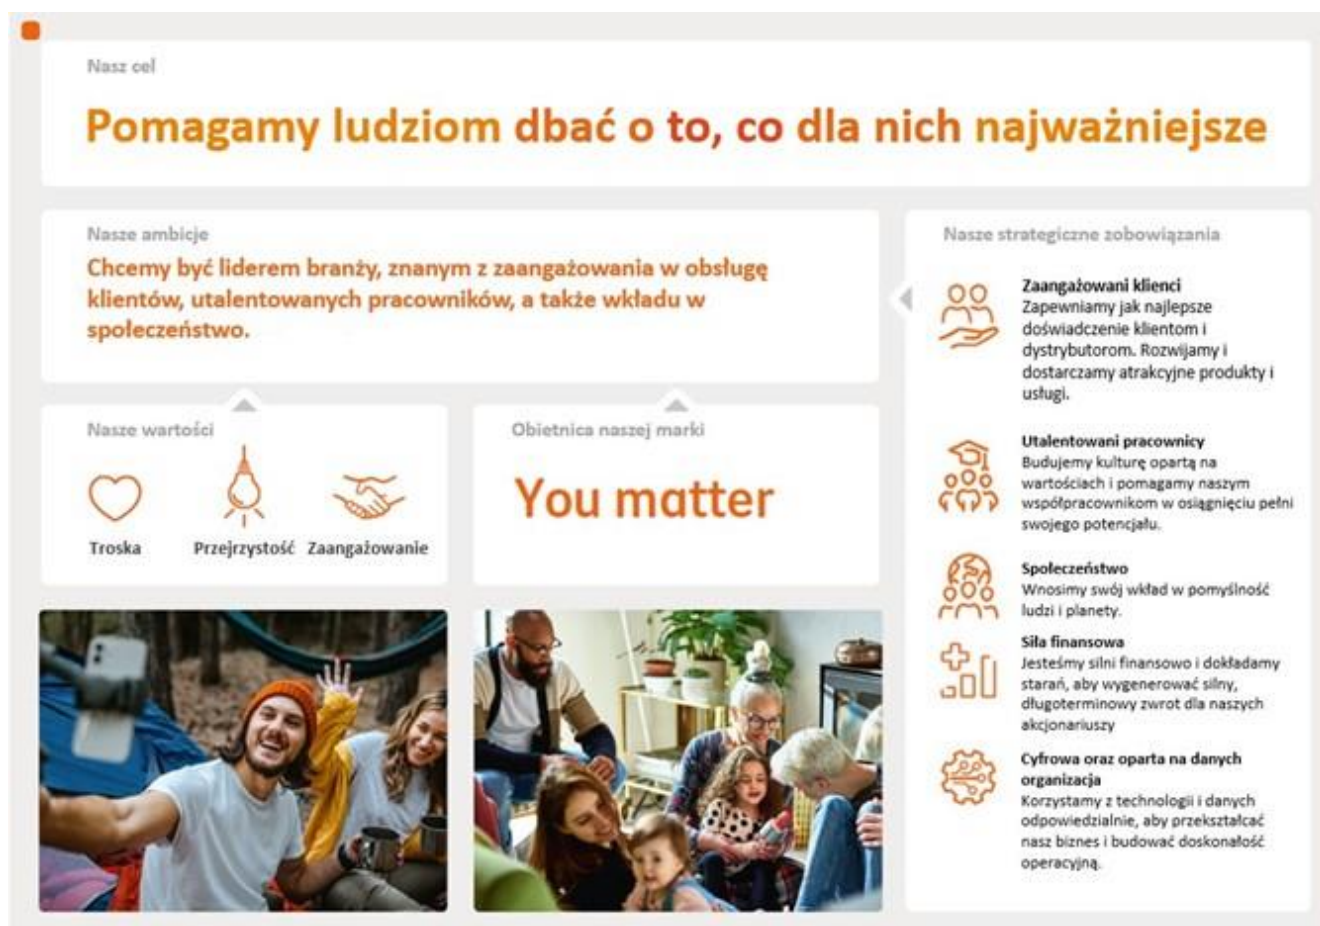 Nasz cel
Pomagamy ludziom dbać o to, co dla nich najważniejsze
Nasze ambicje
Chcemy być liderem branży, znanym z zaangażowania w obsługę
klientów, utalentowanych pracowników, a także wkładu w
społeczeństwo.
Nasze wartości
Troska
Przejrzystość
Zaangażowanie
Obietnica naszej marki
You matter
Nasze strategiczne zobowiązania
Zaangażowani klienci
Zapewniamy jak najlepsze
doświadczenie klientom i
dystrybutorom. Rozwijamy i
dostarczamy atrakcyjne produkty i
usługi.
Utalentowani pracownicy
Budujemy kulturę opartą na
wartościach i pomagamy naszym
współpracownikom w osiągnięciu pełni
swojego potencjału.
Społeczeństwo
Wnosimy swój wkład w pomyślność
ludzi i planety.
Siła finansowa
Jesteśmy silni finansowo i dokładamy
starań, aby wygenerować silny,
długoterminowy zwrot dla naszych
akcjonariuszy
Cyfrowa oraz oparta na danych
organizacja
Korzystamy z technologii i danych
odpowiedzialnie, aby przekształcać
nasz biznes i budować doskonałość
operacyjną.